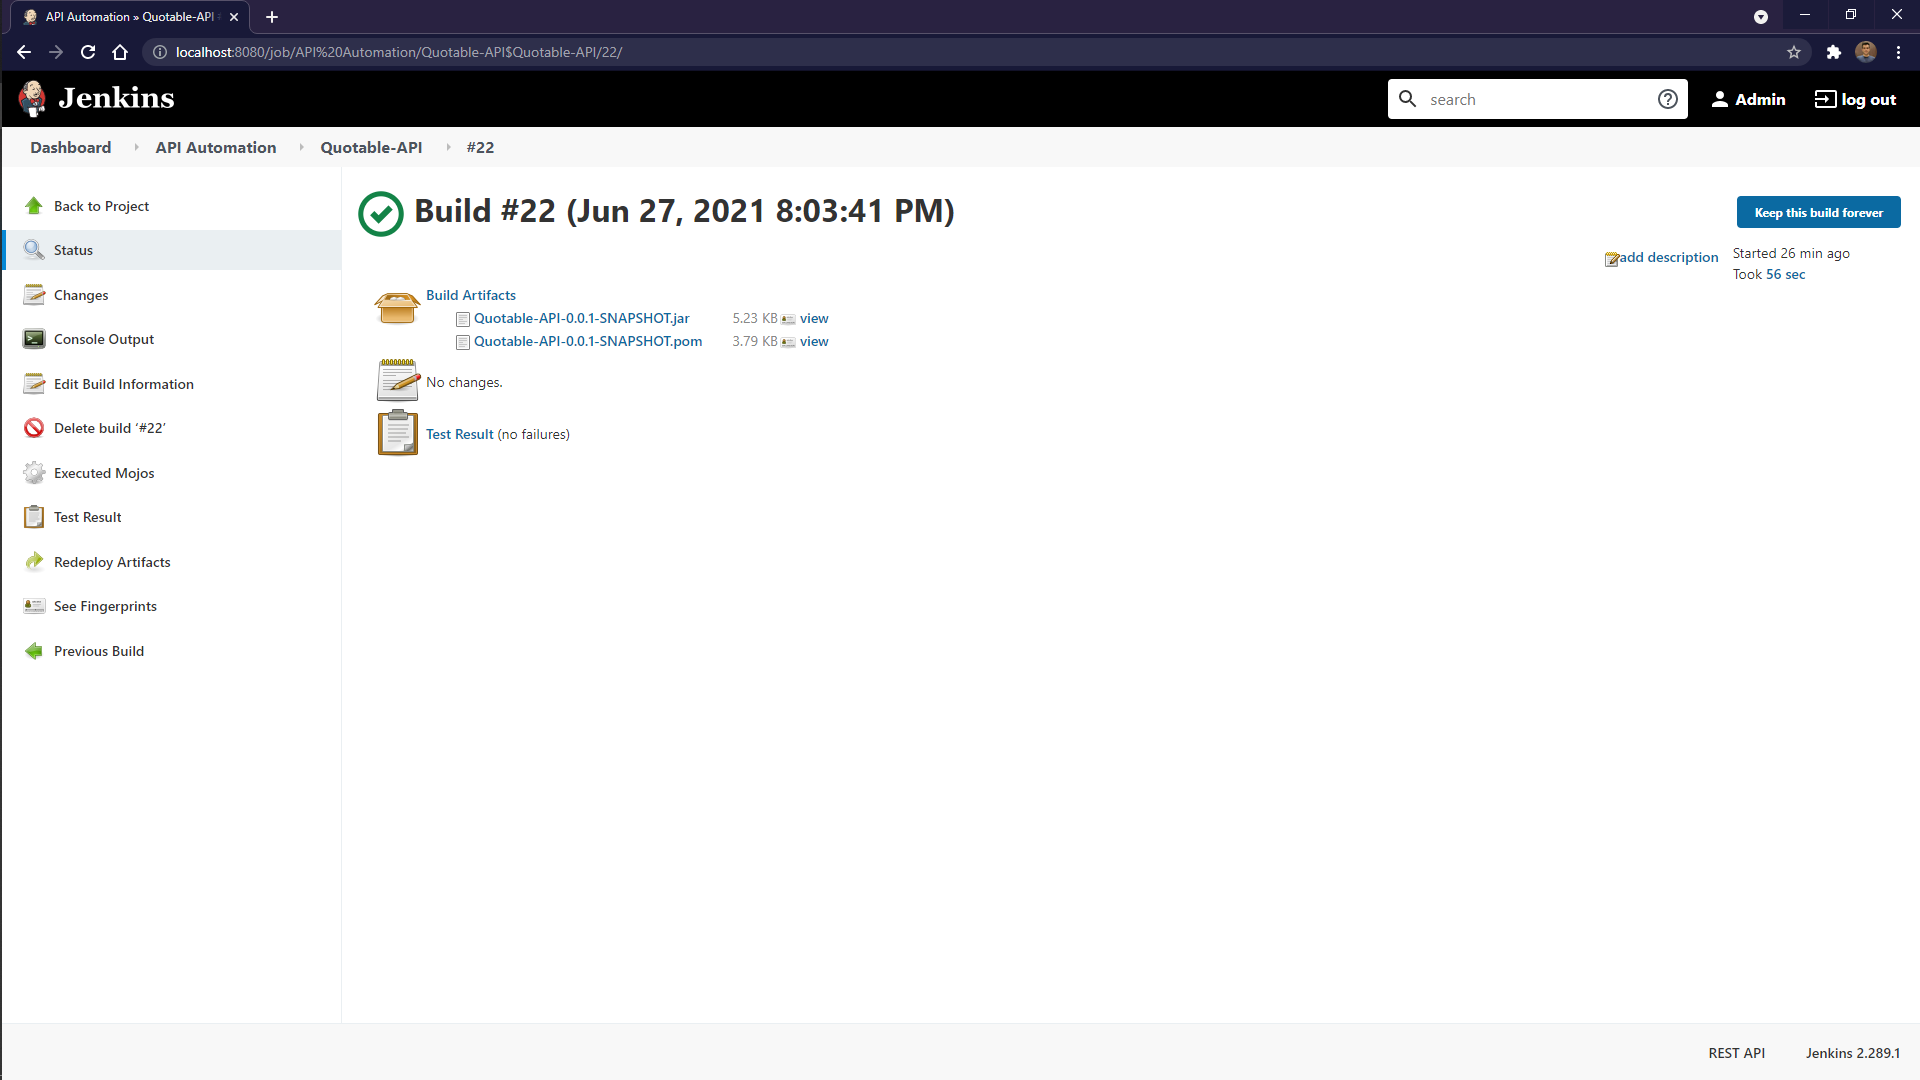 API Automation » Quotable-API
localhost:8080/job/API%20Automation/Quotable-API$Quotable-API/22/
Jenkins
search
Admin
log out
Dashboard
API Automation
Quotable-API
#22
Back to Project
Status
Changes
Console Output
Edit Build Information
Delete build ‘#22’
Executed Mojos
Test Result
Redeploy Artifacts
See Fingerprints
Previous Build
Build #22 (Jun 27, 2021 8:03:41 PM)
Keep this build forever
add description
Started 26 min ago
Took 56 sec
Build Artifacts
Quotable-API-0.0.1-SNAPSHOT.jar 5.23 KB view
Quotable-API-0.0.1-SNAPSHOT.pom 3.79 KB view
No changes.
Test Result (no failures)
REST API
Jenkins 2.289.1